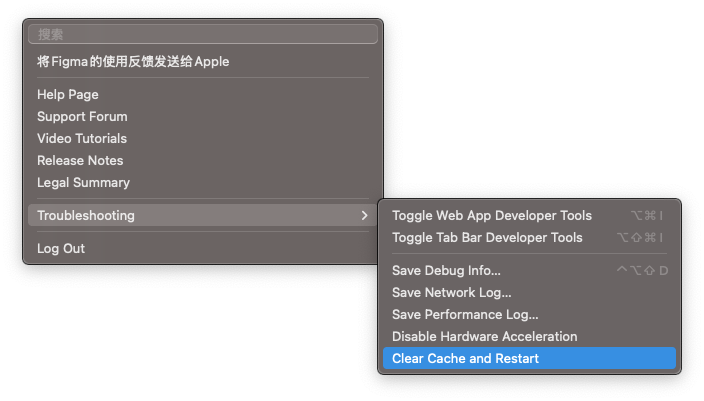 搜索
将Figma的使用反馈发送给Apple
Help Page
Support Forum
Video Tutorials
Release Notes
Legal Summary
Troubleshooting
Log Out
Toggle Web App Developer Tools ⌥⌘I
Toggle Tab Bar Developer Tools ⌥⇧⌘I
Save Debug Info... ^⌥⇧D
Save Network Log...
Save Performance Log...
Disable Hardware Acceleration
Clear Cache and Restart